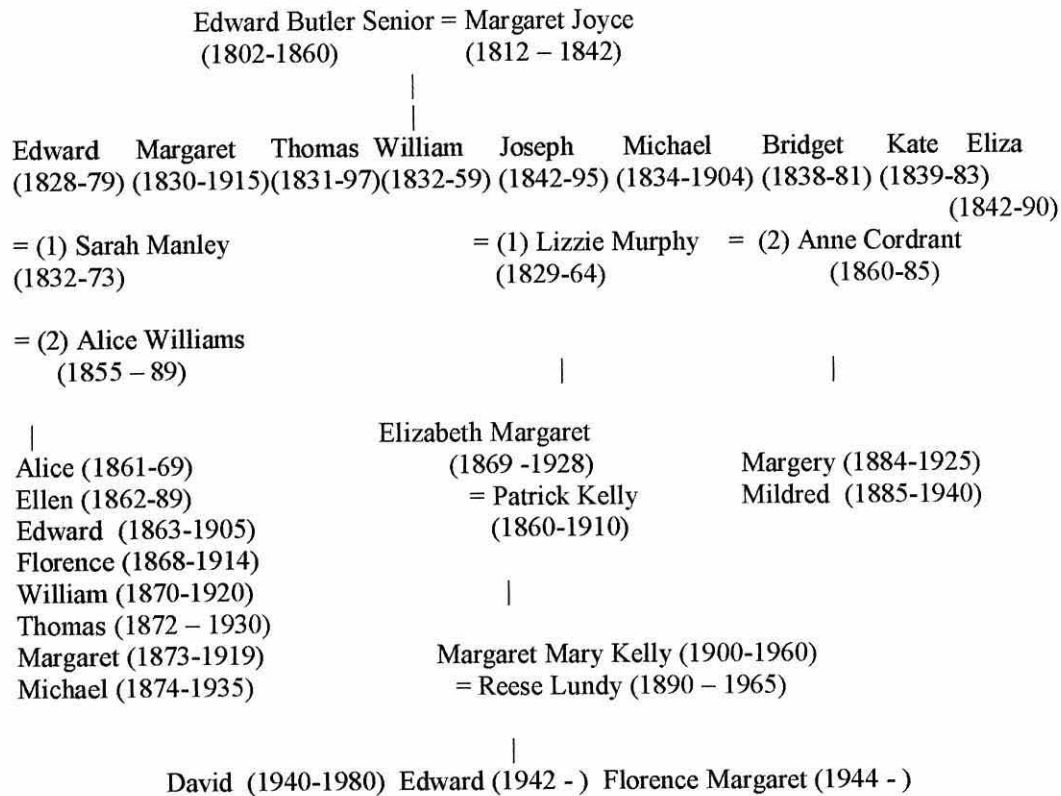 Edward Butler Senior = Margaret Joyce
(1802-1860) (1812 – 1842)
|
|
Edward Margaret Thomas William Joseph Michael Bridget Kate Eliza
(1828-79) (1830-1915)(1831-97)(1832-59) (1842-95) (1834-1904) (1838-81) (1839-83)
(1842-90)
= (1) Sarah Manley = (1) Lizzie Murphy = (2) Anne Cordrant
(1832-73) (1829-64) (1860-85)
= (2) Alice Williams
(1855 – 89) | |
| Elizabeth Margaret
Alice (1861-69) (1869 -1928) Margery (1884-1925)
Ellen (1862-89) = Patrick Kelly Mildred (1885-1940)
Edward (1863-1905) (1860-1910)
Florence (1868-1914)
William (1870-1920) |
Thomas (1872 – 1930)
Margaret (1873-1919) Margaret Mary Kelly (1900-1960)
Michael (1874-1935) = Reese Lundy (1890 – 1965)
|
David (1940-1980) Edward (1942 - ) Florence Margaret (1944 - )